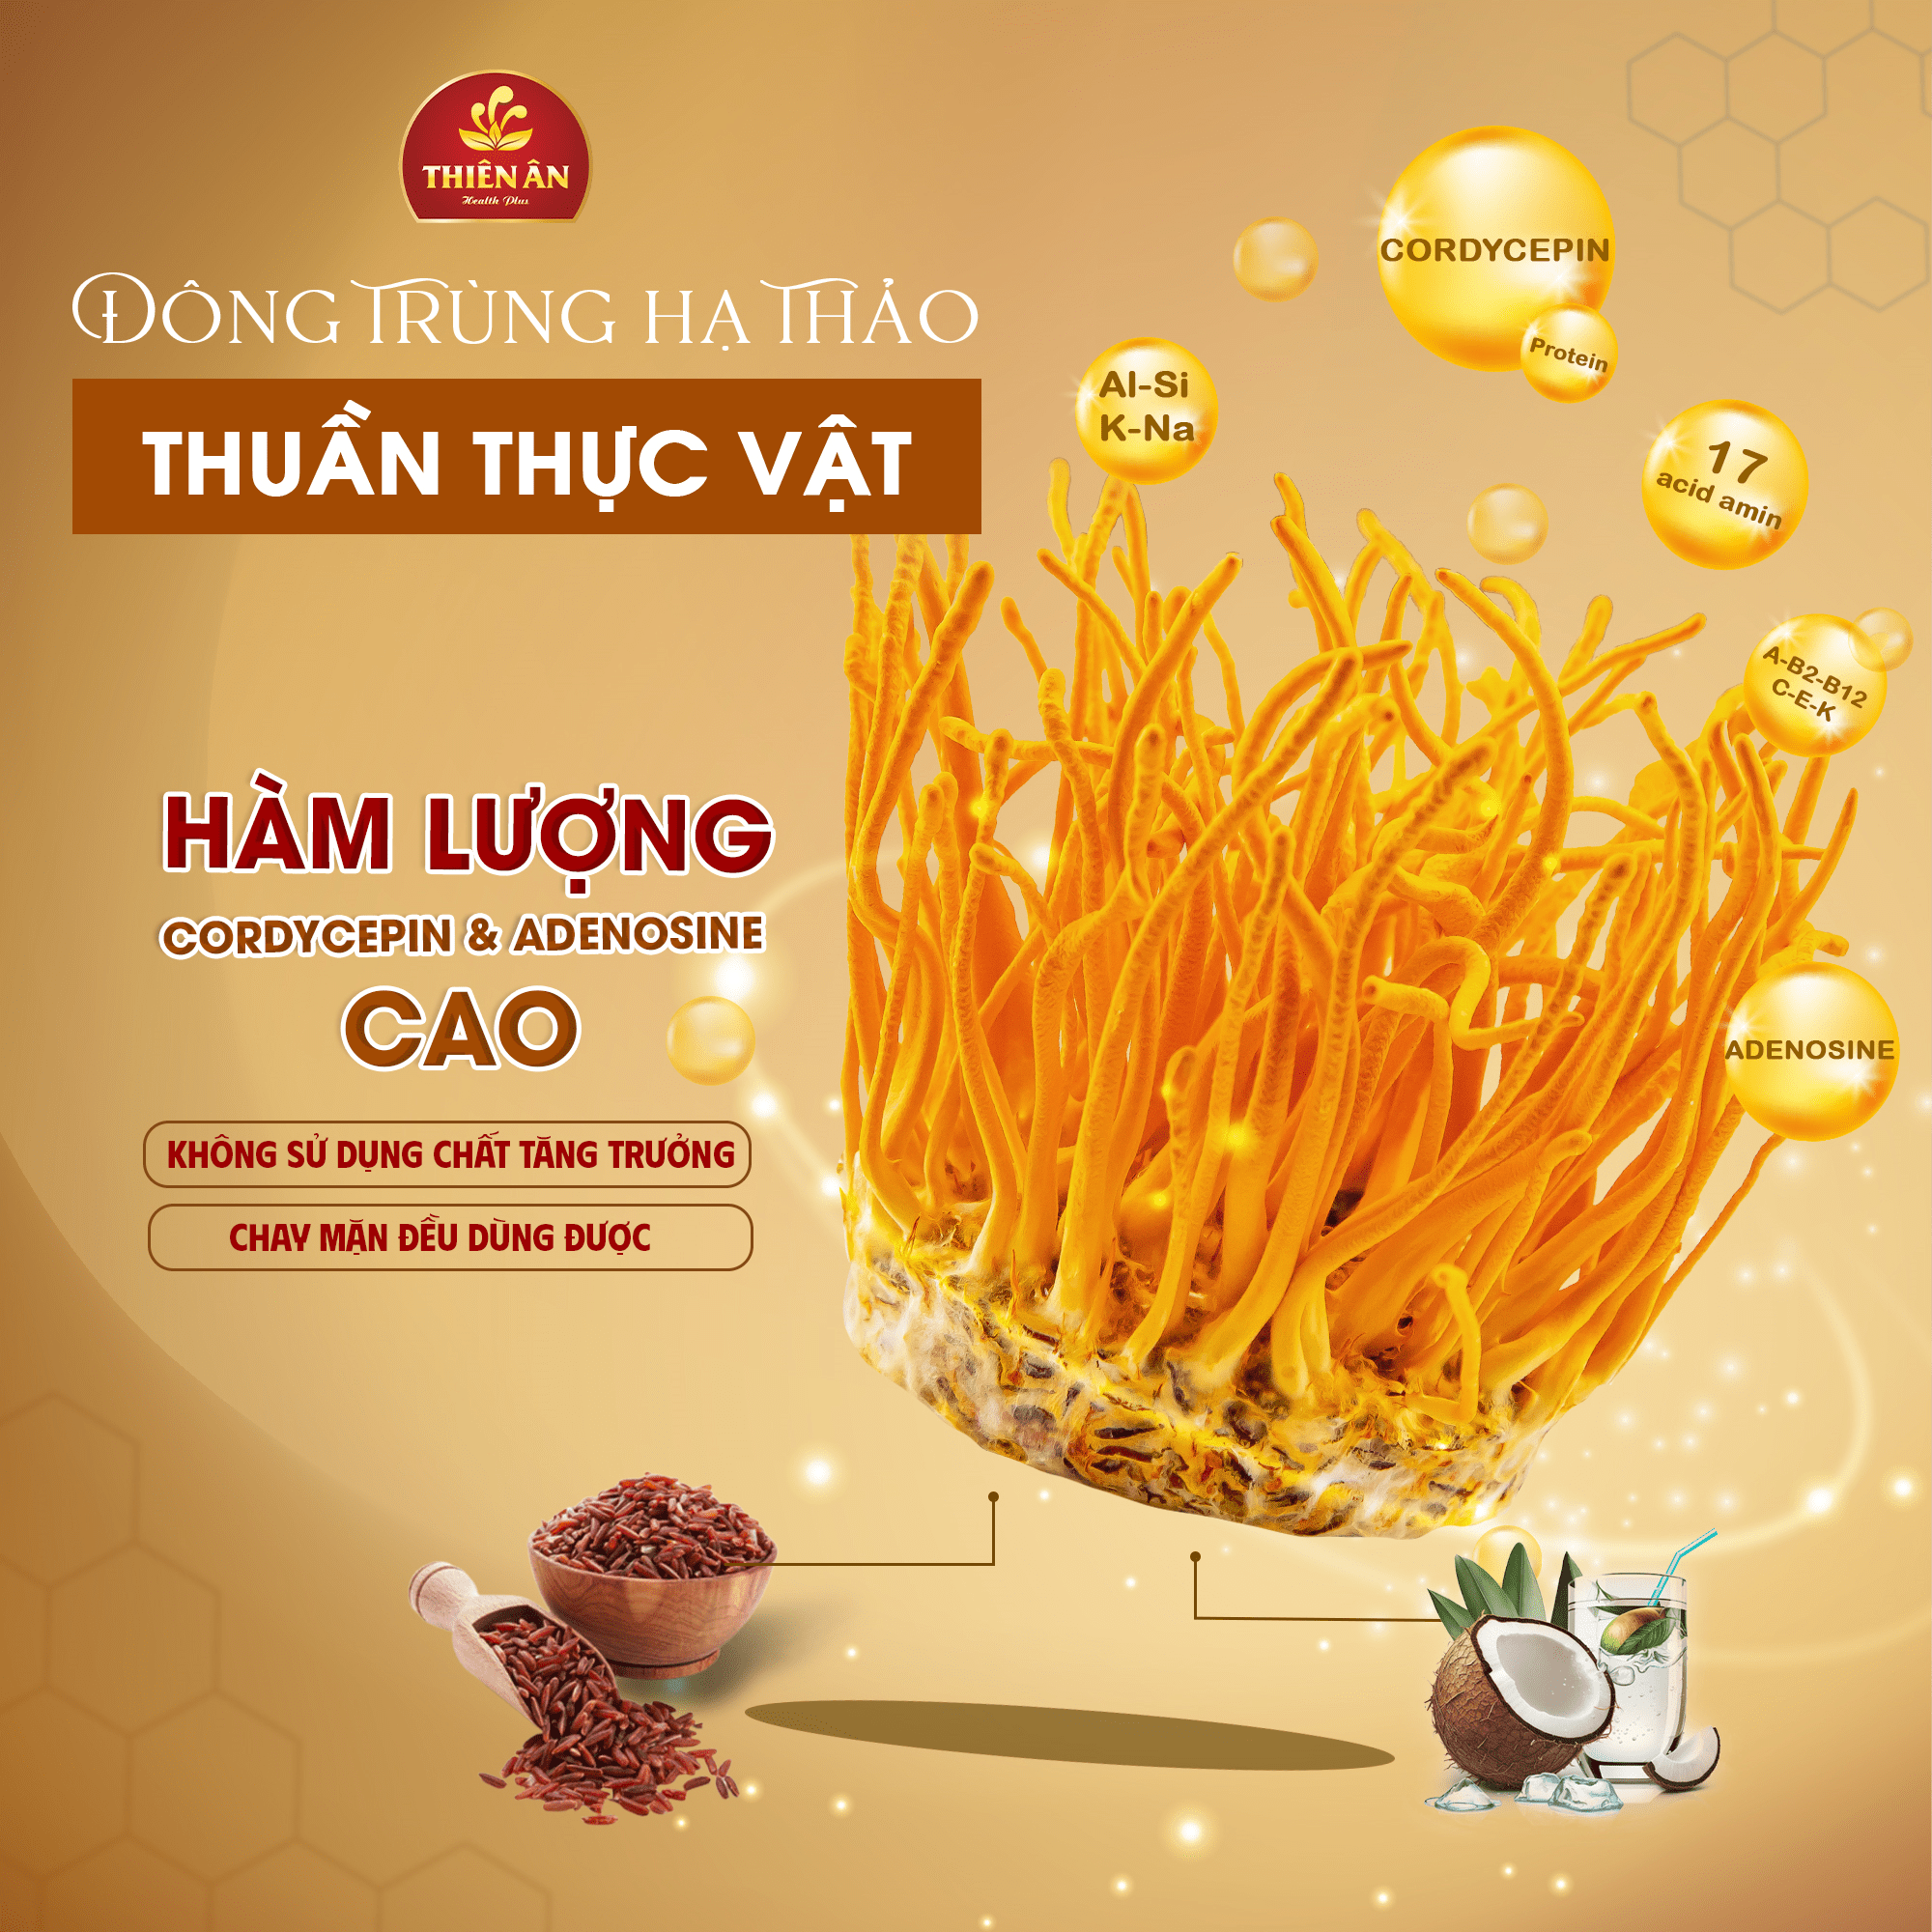 THIÊN ÂN
Health Plus
ĐÔNG TRÙNG HẠ THẢO
THUẦN THỰC VẬT
HÀM LƯỢNG
CORDYCEPIN & ADENOSINE
CAO
KHÔNG SỬ DỤNG CHẤT TĂNG TRƯỞNG
CHAY MẶN ĐỀU DÙNG ĐƯỢC
CORDYCEPIN
Protein
Al-Si
K-Na
17
acid amin
A-B2-B12
C-E-K
ADENOSINE